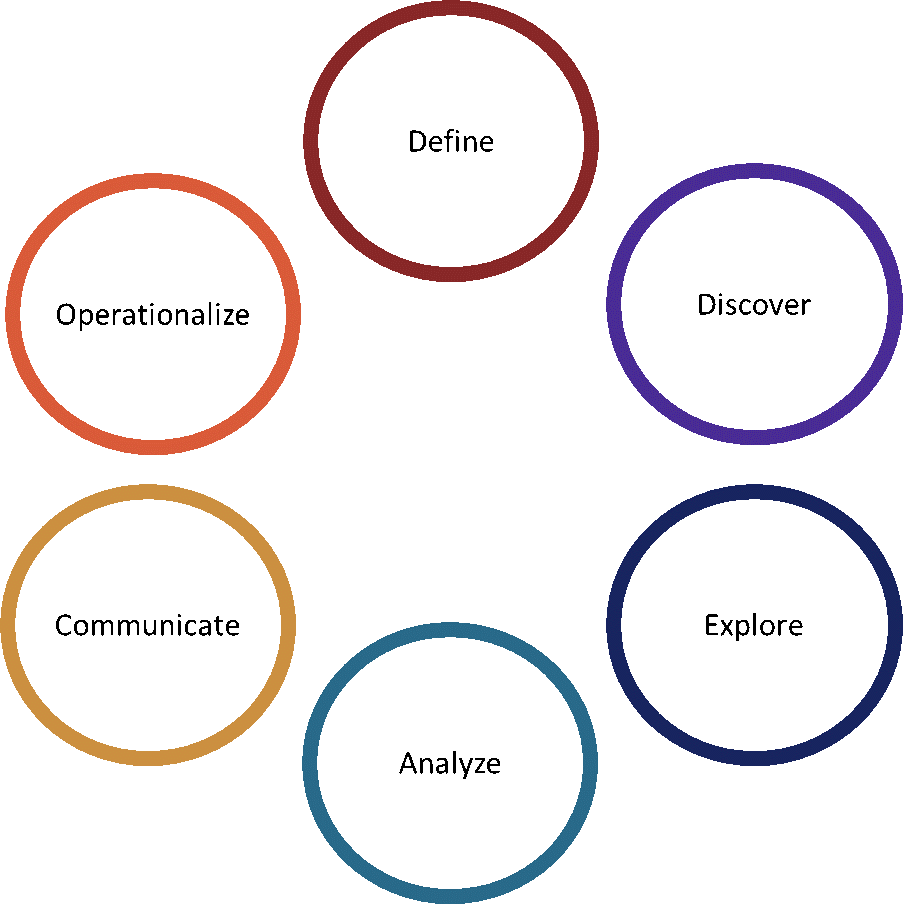 Define
Discover
Explore
Analyze
Communicate
Operationalize